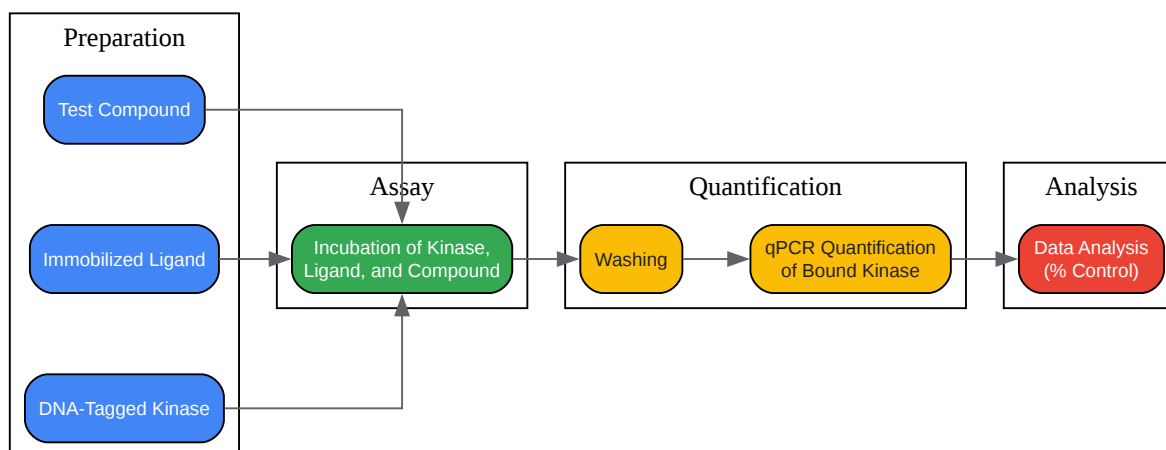 Preparation
Test Compound
Immobilized Ligand
DNA-Tagged Kinase
Assay
Incubation of Kinase,
Ligand, and Compound
Quantification
Washing
qPCR Quantification
of Bound Kinase
Analysis
Data Analysis
(% Control)